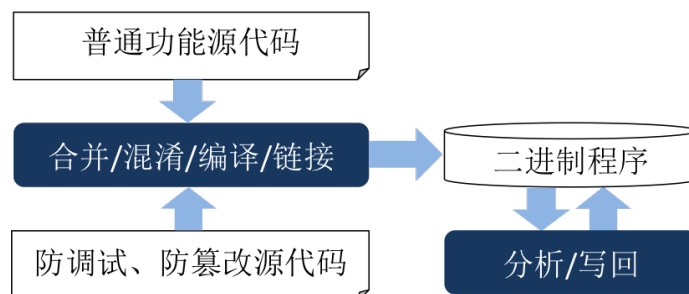 普通功能源代码
合并/混淆/编译/链接
二进制程序
防调试、防篡改源代码
分析/写回